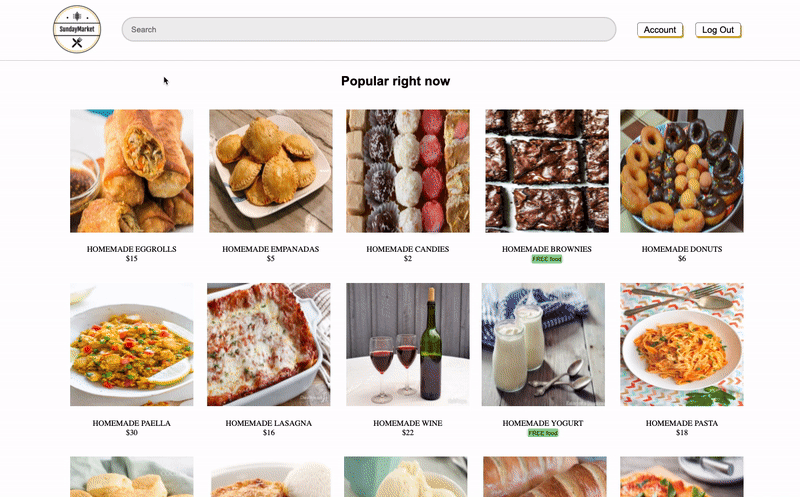 SundayMarket
Search
Account
Log Out
Popular right now
HOMEMADE EGGROLLS
$15
HOMEMADE EMPANADAS
$5
HOMEMADE CANDIES
$2
HOMEMADE BROWNIES
FREE food
HOMEMADE DONUTS
$6
HOMEMADE PAELLA
$30
HOMEMADE LASAGNA
$16
HOMEMADE WINE
$22
HOMEMADE YOGURT
FREE food
HOMEMADE PASTA
$18